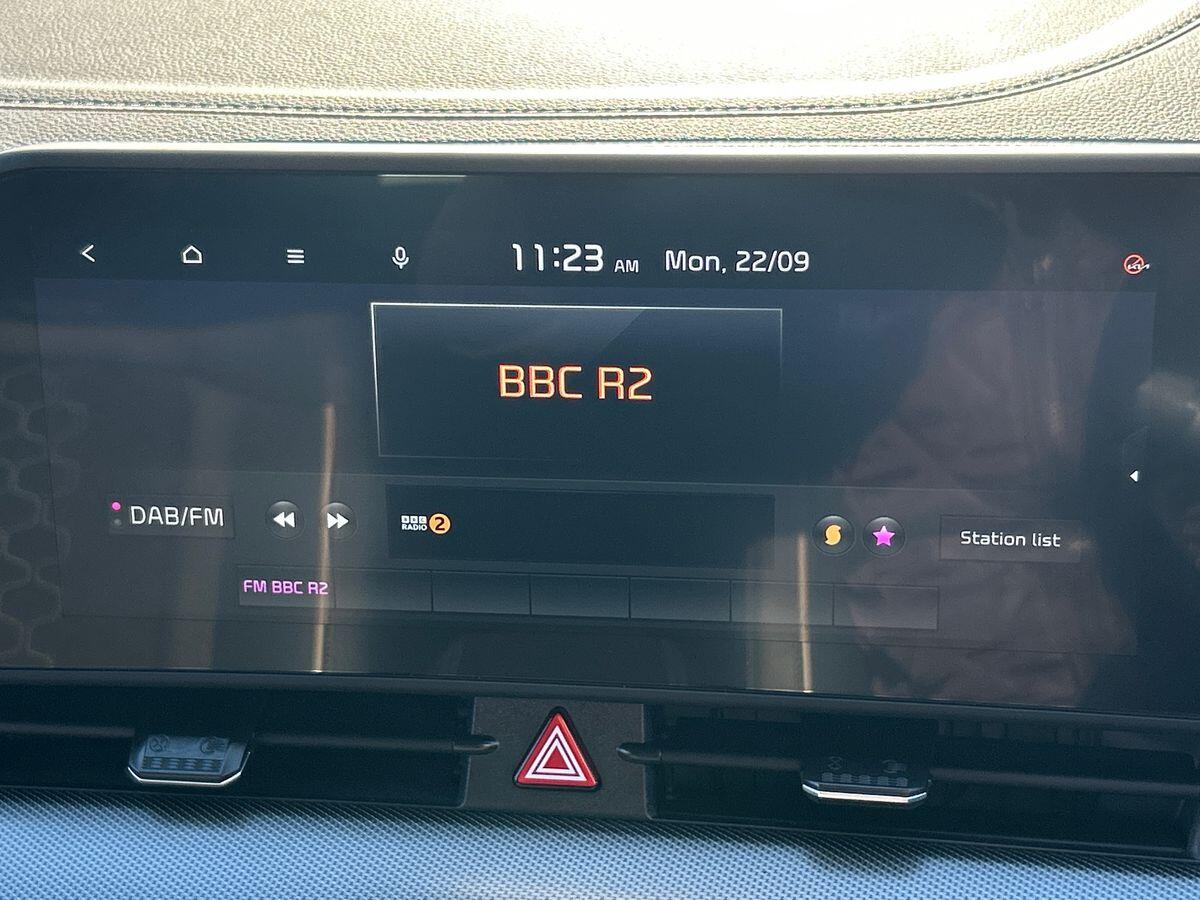 11:23 AM Mon, 22/09
BBC R2
DAB/FM
BBC
RADIO 2
Station list
FM BBC R2